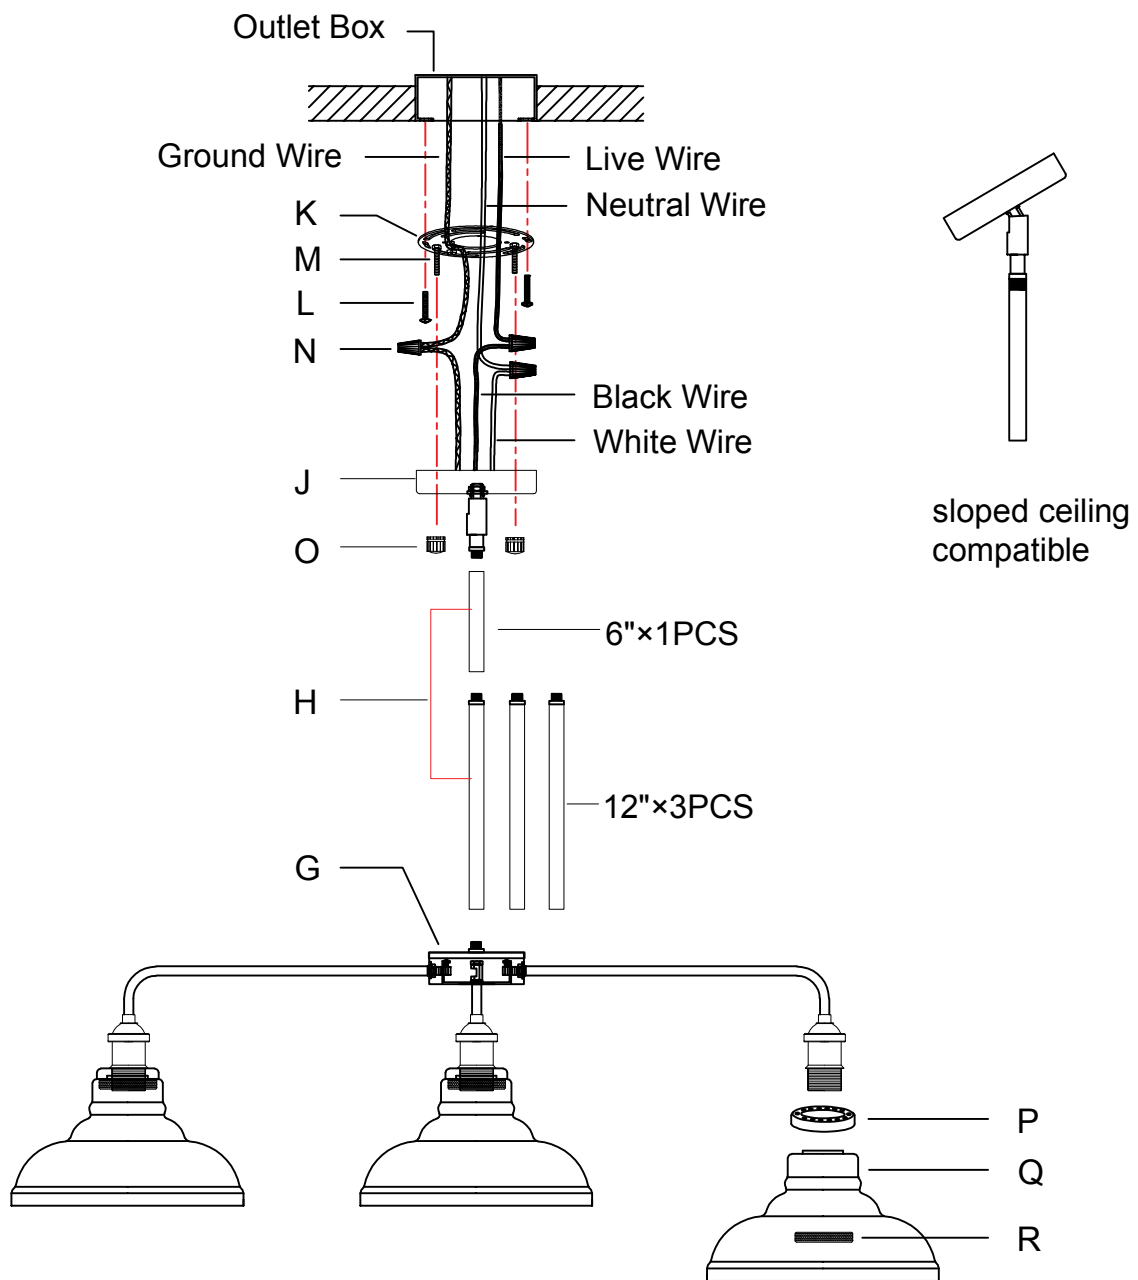 Outlet Box
Ground Wire
Live Wire
Neutral Wire
K
M
L
N
Black Wire
White Wire
J
sloped ceiling
compatible
O
6"×1PCS
H
12"×3PCS
G
P
Q
R